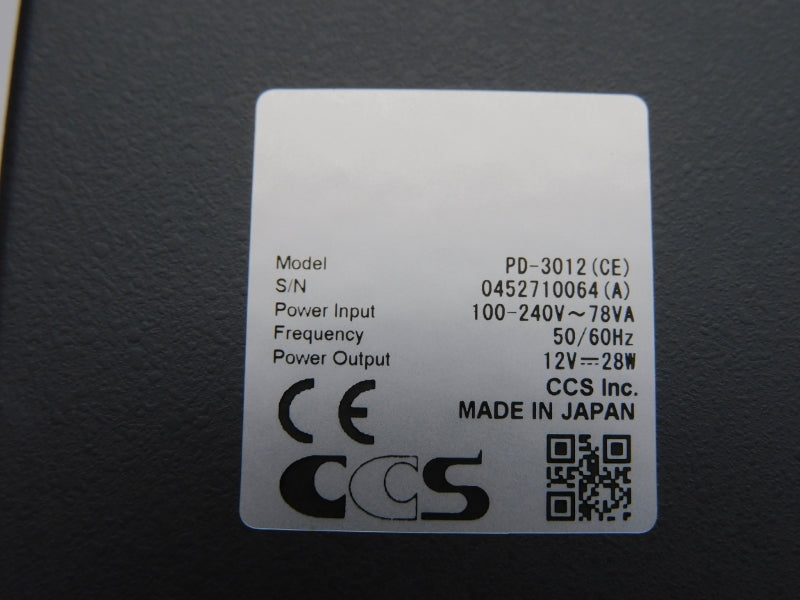 Model PD-3012(CE)
S/N 0452710064(A)
Power Input 100-240V～78VA
Frequency 50/60Hz
Power Output 12V⎓28W
CCS Inc.
MADE IN JAPAN
CE
CCS